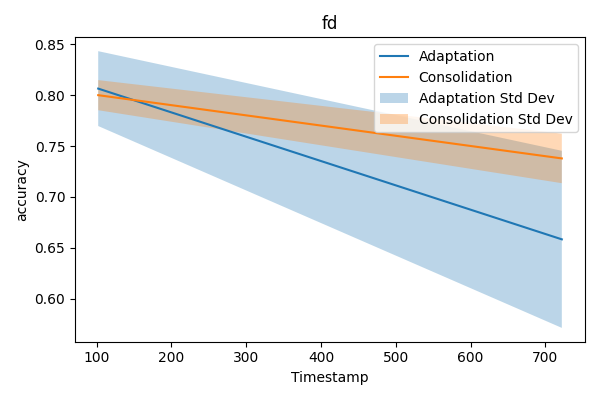 fd
0.85
0.80
0.75
0.70
0.65
0.60
accuracy
100
200
300
400
500
600
700
Timestamp
Adaptation
Consolidation
Adaptation Std Dev
Consolidation Std Dev